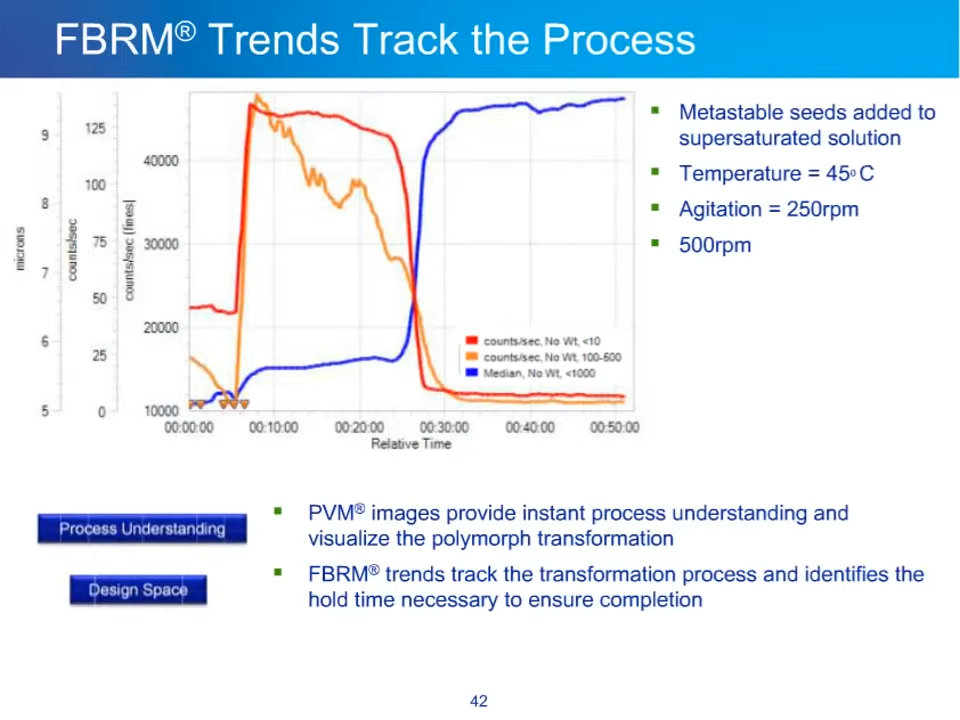 FBRM® Trends Track the Process
9
8
7
6
5
microns
125
100
75
50
25
0
counts/sec
40000
30000
20000
10000
counts/sec (fines)
00:00:00 00:10:00 00:20:00 00:30:00 00:40:00 00:50:00
Relative Time
counts/sec, No Wt, <10
counts/sec, No Wt, 100-500
Median, No Wt, <1000
▪ Metastable seeds added to
supersaturated solution
▪ Temperature = 45º C
▪ Agitation = 250rpm
▪ 500rpm
Process Understanding
Design Space
▪ PVM® images provide instant process understanding and
visualize the polymorph transformation
▪ FBRM® trends track the transformation process and identifies the
hold time necessary to ensure completion
42